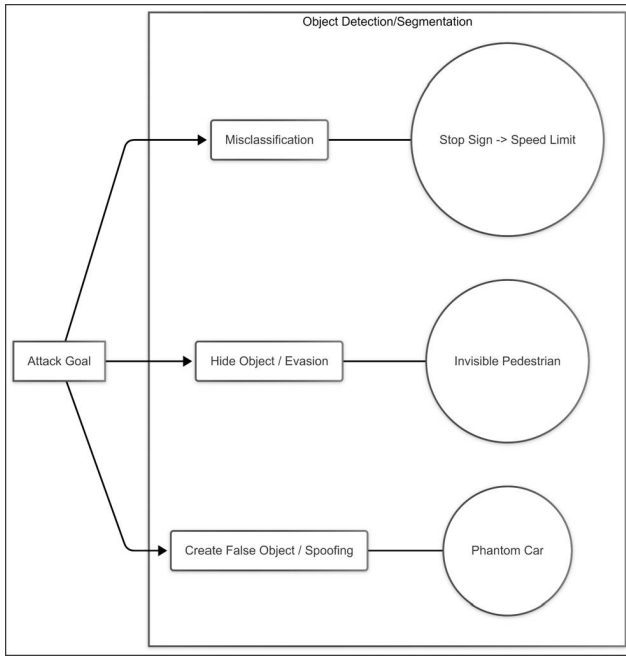 Object Detection/Segmentation
Misclassification
Stop Sign -> Speed Limit
Attack Goal
Hide Object / Evasion
Invisible Pedestrian
Create False Object / Spoofing
Phantom Car